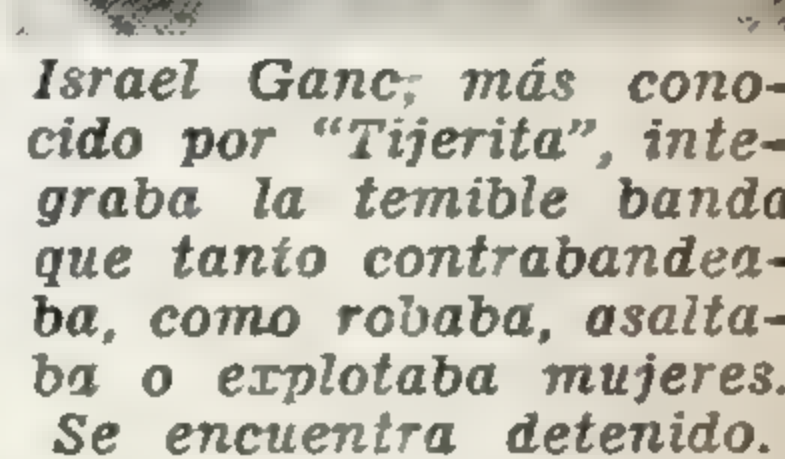 Israel Ganc, más cono-
cido por “Tijerita”, inte-
graba la temible banda
que tanto contrabandea-
ba, como robaba, asalta-
ba o explotaba mujeres.
Se encuentra detenido.